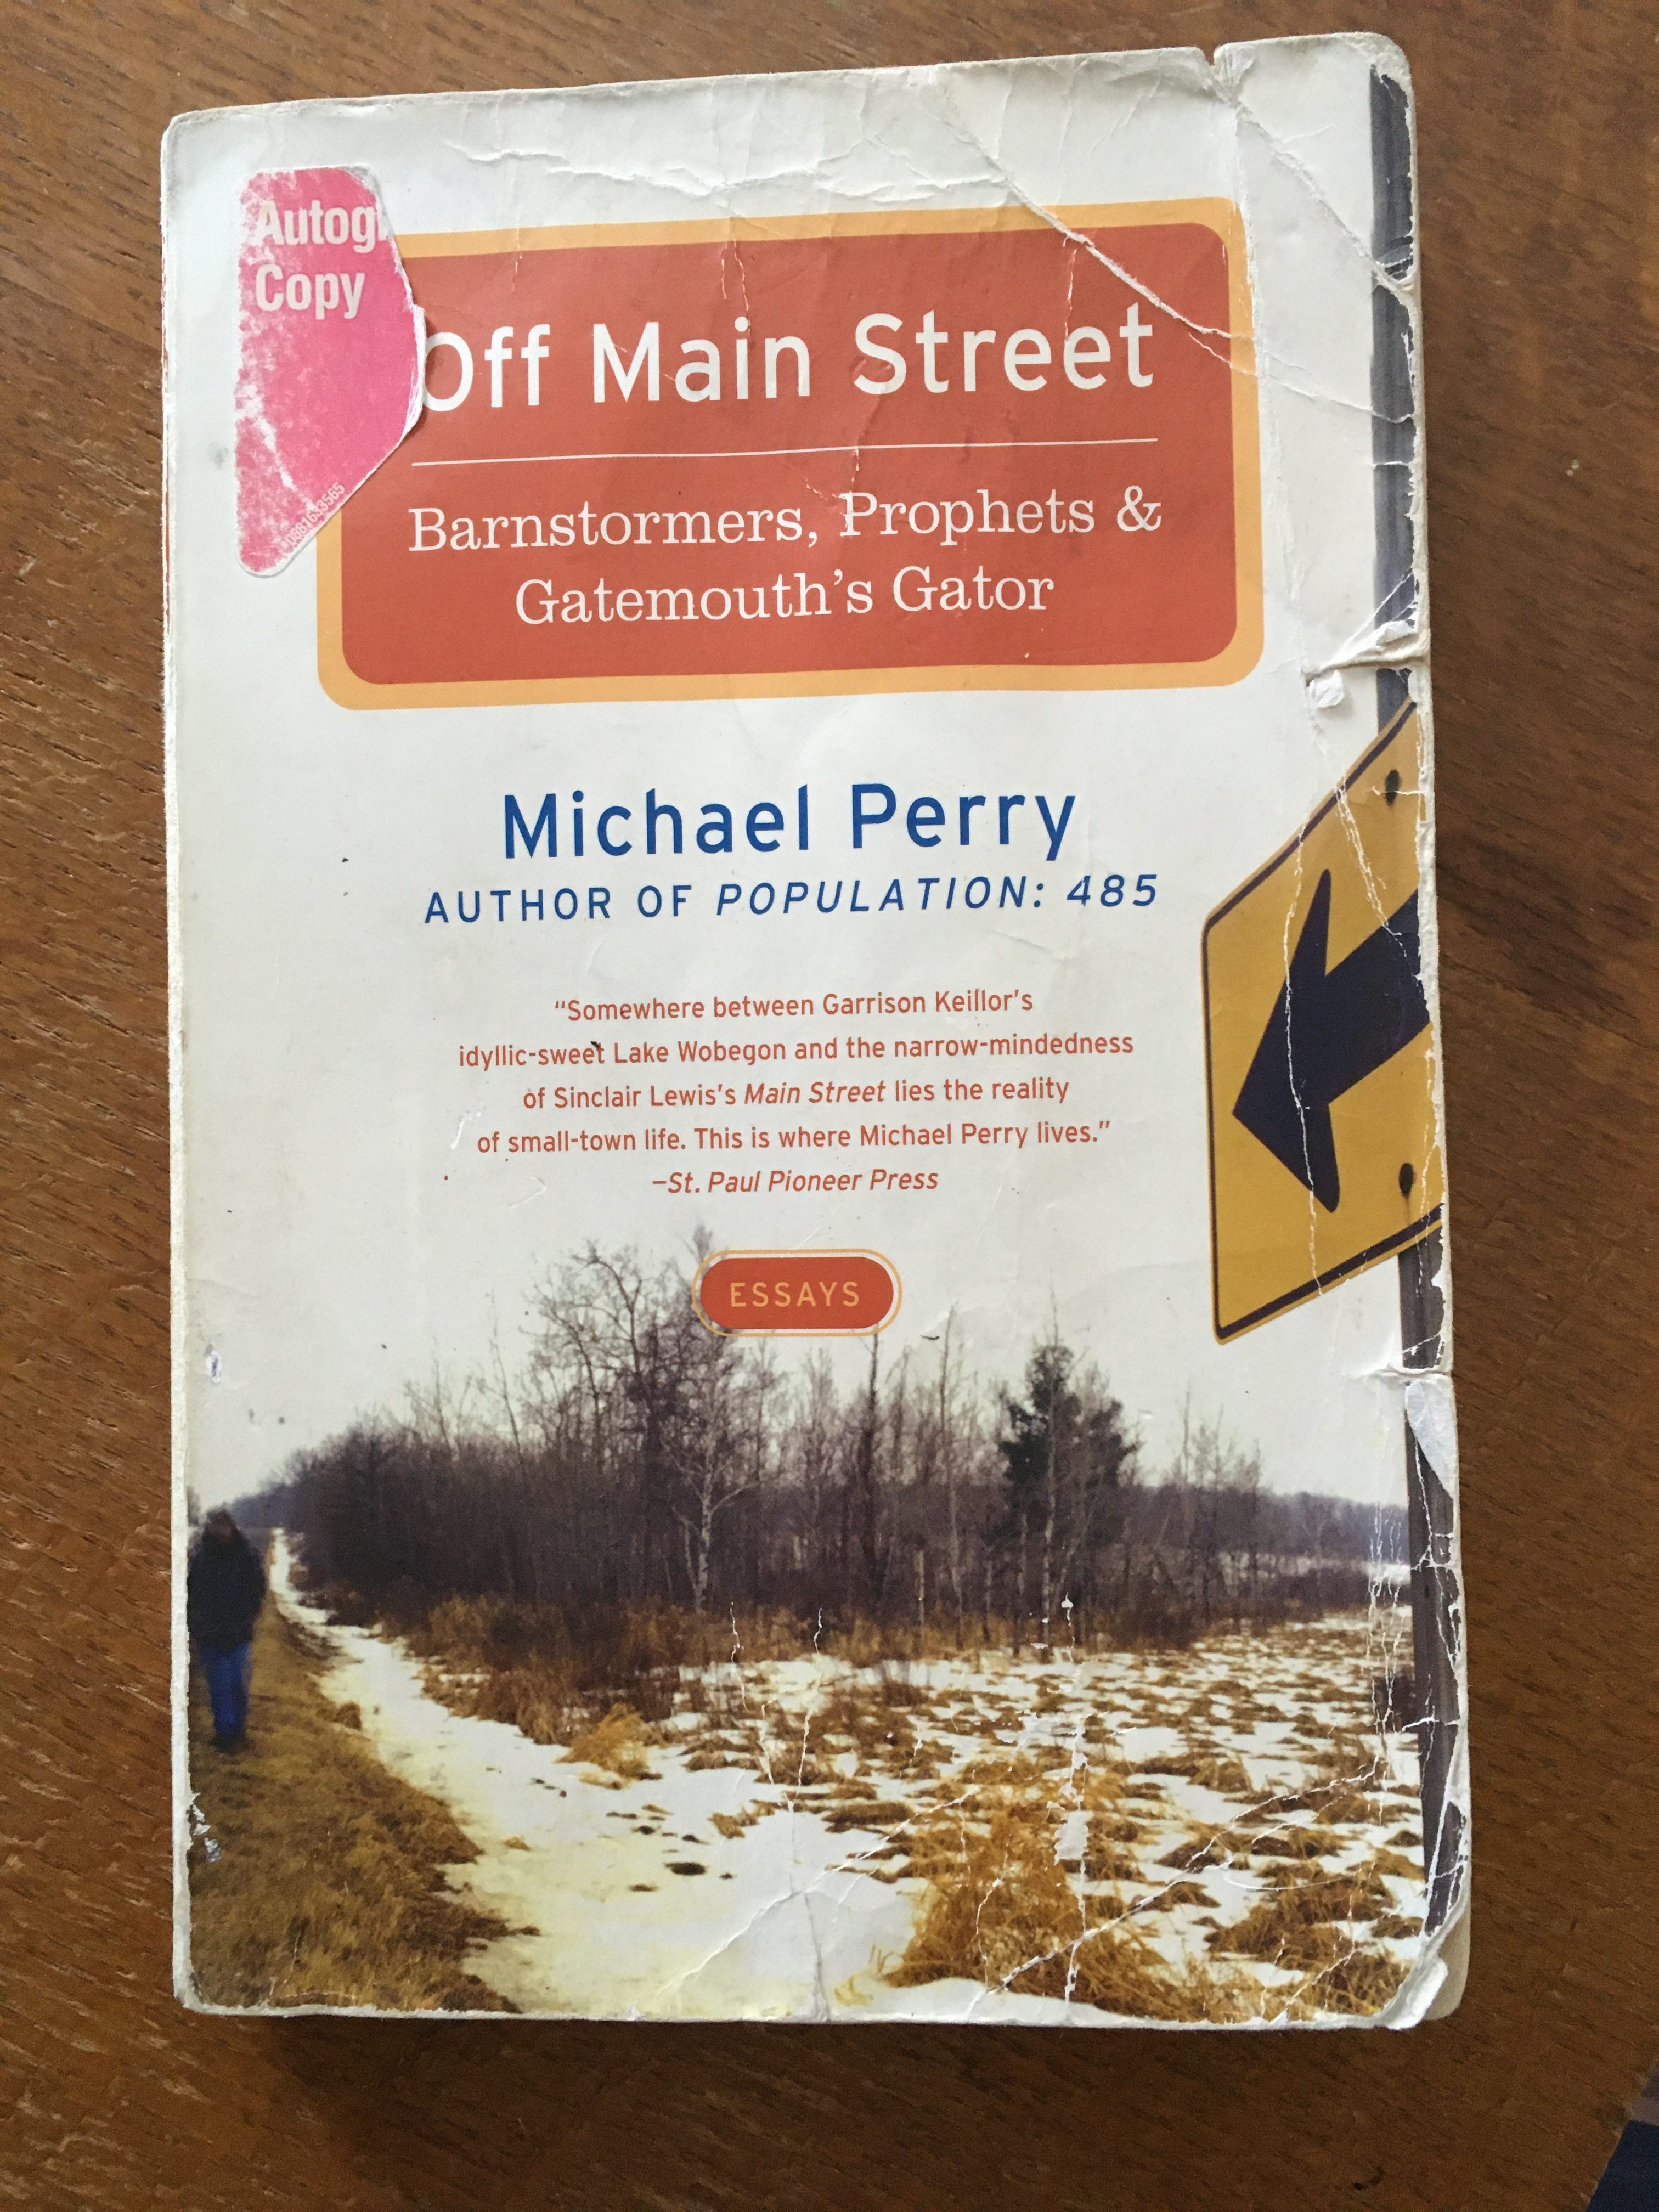 Autog
Copy
Off Main Street
Barnstormers, Prophets &
Gatemouth's Gator
Michael Perry
AUTHOR OF POPULATION: 485
“Somewhere between Garrison Keillor's
idyllic-sweet Lake Wobegon and the narrow-mindedness
of Sinclair Lewis's Main Street lies the reality
of small-town life. This is where Michael Perry lives.”
—St. Paul Pioneer Press
ESSAYS